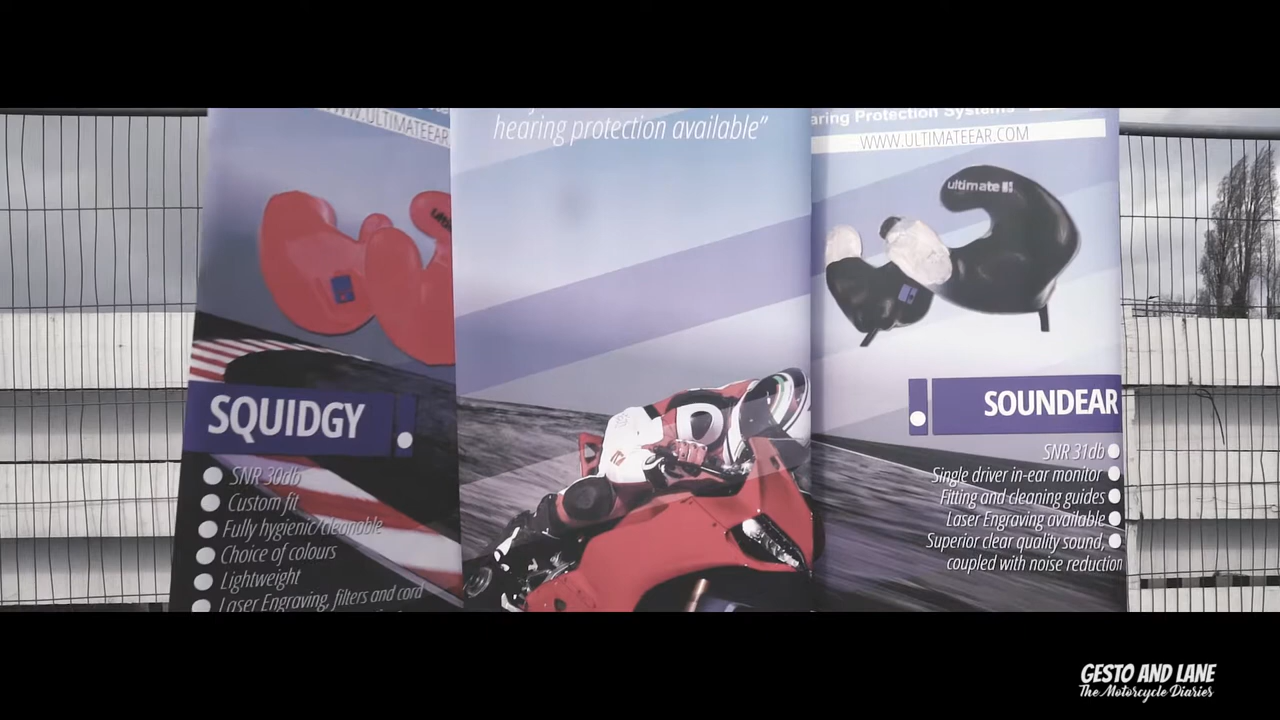 WWW.ULTIMATEEAR
SQUIDGY
SNR 30db
Custom fit
Fully hygienic/cleanable
Choice of colours
Lightweight
Laser Engraving, filters and cord
hearing protection available”
aring Protection Systems
WWW.ULTIMATEEAR.COM
ultimate
SOUNDEAR
SNR 31db
Single driver in-ear monitor
Fitting and cleaning guides
Laser Engraving available
Superior clear quality sound,
coupled with noise reduction
GESTO AND LANE
The Motorcycle Diaries